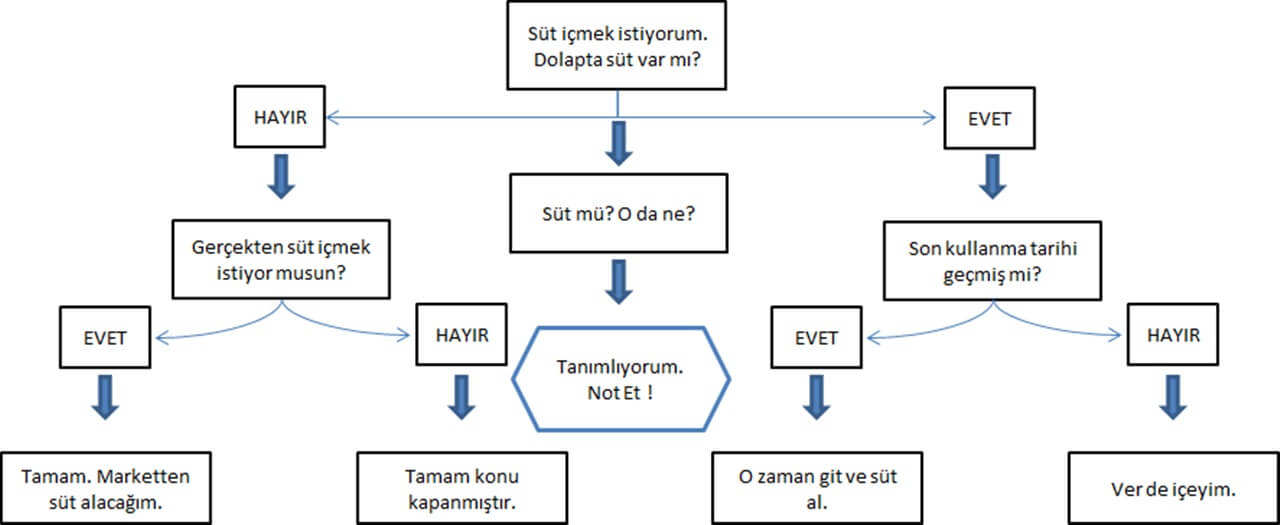 Süt içmek istiyorum.
Dolapta süt var mı?
HAYIR
EVET
Süt mü? O da ne?
Gerçekten süt içmek
istiyor musun?
Son kullanma tarihi
geçmiş mi?
EVET
HAYIR
Tanımlıyorum.
Not Et !
EVET
HAYIR
Tamam. Marketten
süt alacağım.
Tamam konu
kapanmıştır.
O zaman git ve süt
al.
Ver de içeyim.